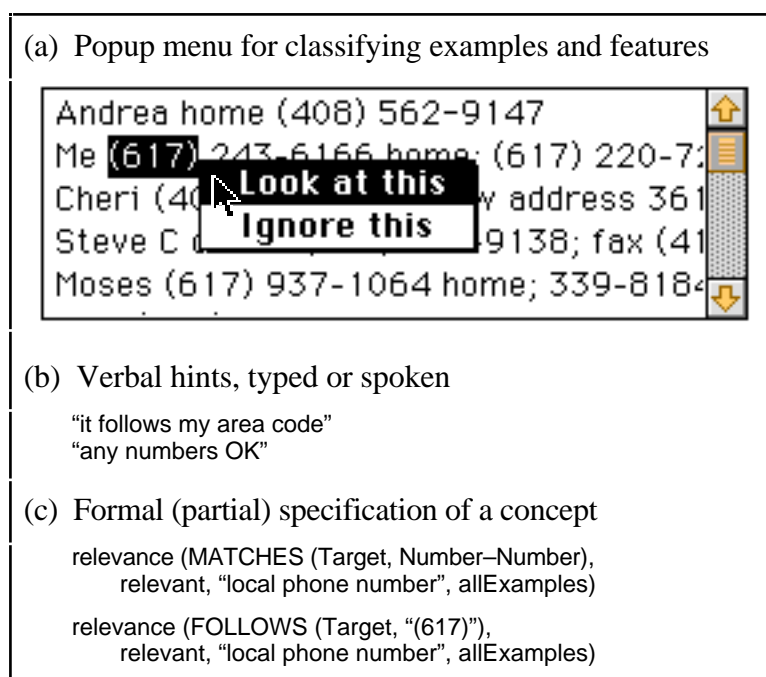 (a) Popup menu for classifying examples and features
Andrea home (408) 562-9147
Me (617) 243-6166 home; (617) 220-7
Look at this
Cheri (40 address 361
Ignore this
Steve C -9138; fax (41
Moses (617) 937-1064 home; 339-8184
(b) Verbal hints, typed or spoken
“it follows my area code”
“any numbers OK”
(c) Formal (partial) specification of a concept
relevance (MATCHES (Target, Number–Number),
relevant, “local phone number”, allExamples)
relevance (FOLLOWS (Target, “(617)”),
relevant, “local phone number”, allExamples)